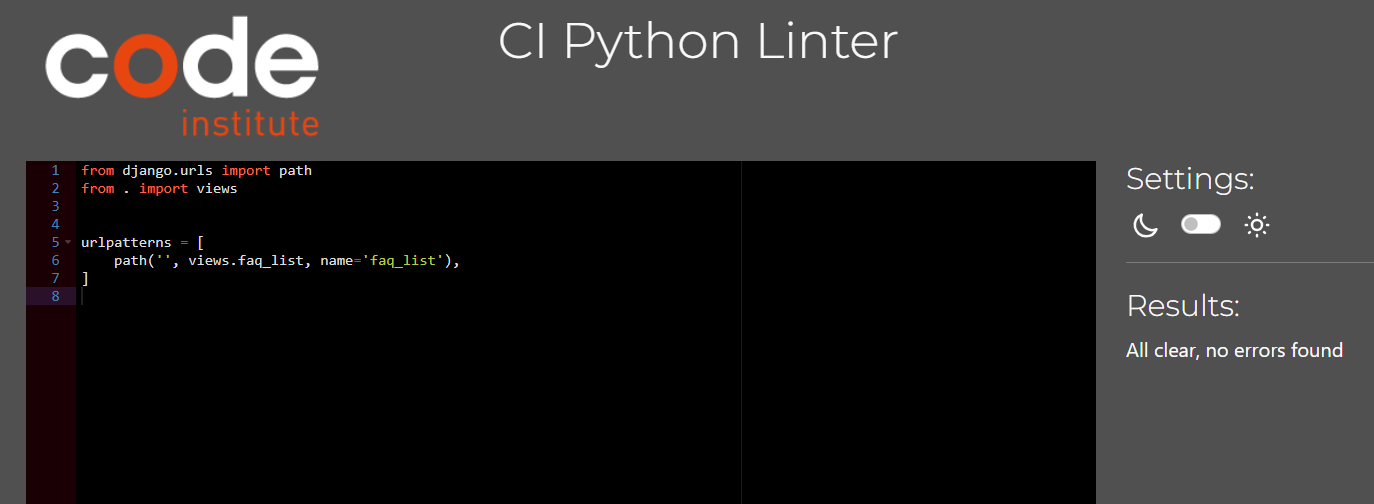 code
institute
CI Python Linter
1 from django.urls import path
2 from . import views
3
4
5 urlpatterns = [
6     path('', views.faq_list, name='faq_list'),
7 ]
8
Settings:
Results:
All clear, no errors found